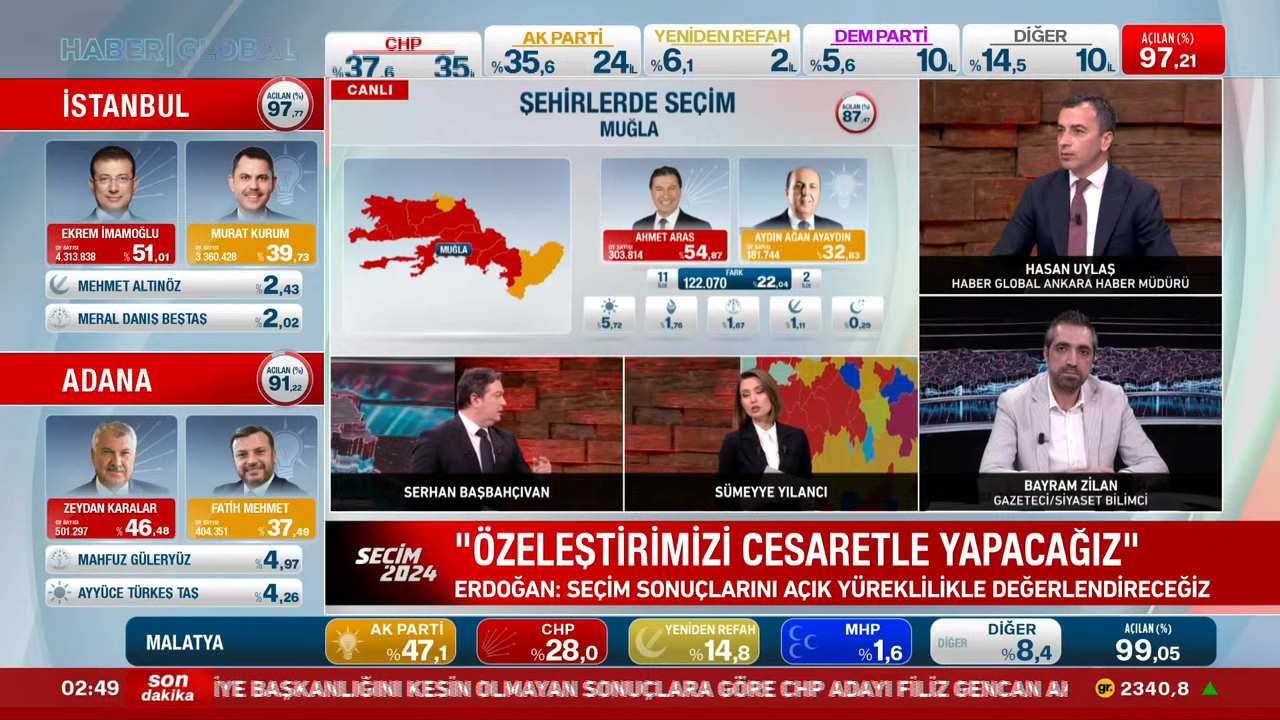 HABER|GLOBAL
CHP
%37,6 35 İL
AK PARTİ
%35,6 24 İL
YENİDEN REFAH
%6,1 2 İL
DEM PARTİ
%5,6 10 İL
DİĞER
%14,5 10 İL
AÇILAN (%)
97,21
İSTANBUL
AÇILAN (%)
97,77
EKREM İMAMOĞLU
OY SAYISI
4.313.838 %51,01
MURAT KURUM
OY SAYISI
3.360.428 %39,73
MEHMET ALTINÖZ %2,43
MERAL DANIŞ BEŞTAŞ %2,02
ADANA
AÇILAN (%)
91,22
ZEYDAN KARALAR
OY SAYISI
501.297 %46,48
FATİH MEHMET
OY SAYISI
404.351 %37,49
MAHFUZ GÜLERYÜZ %4,97
AYYÜCE TÜRKEŞ TAŞ %4,26
CANLI
ŞEHİRLERDE SEÇİM
MUĞLA
AÇILAN (%)
87,47
MUĞLA
AHMET ARAS
OY SAYISI
303.814 %54,87
AYDIN AĞAN AYAYDIN
OY SAYISI
181.744 %32,83
11 İLÇE
FARK
122.070 %22,04
2 İLÇE
%5,72
%1,76
%1,67
%1,11
%0,29
HASAN UYLAŞ
HABER GLOBAL ANKARA HABER MÜDÜRÜ
SERHAN BAŞBAHÇIVAN
SÜMEYYE YILANCI
BAYRAM ZİLAN
GAZETECİ/SİYASET BİLİMCİ
SEÇİM
2024
"ÖZELEŞTİRİMİZİ CESARETLE YAPACAĞIZ"
ERDOĞAN: SEÇİM SONUÇLARINI AÇIK YÜREKLİLİKLE DEĞERLENDİRECEĞİZ
MALATYA
AK PARTİ
%47,1
CHP
%28,0
YENİDEN REFAH
%14,8
MHP
%1,6
DİĞER
DİĞER
%8,4
AÇILAN (%)
99,05
02:49
son
dakika
İYE BAŞKANLIĞINI KESİN OLMAYAN SONUÇLARA GÖRE CHP ADAYI FİLİZ GENCAN
gr. 2340,8